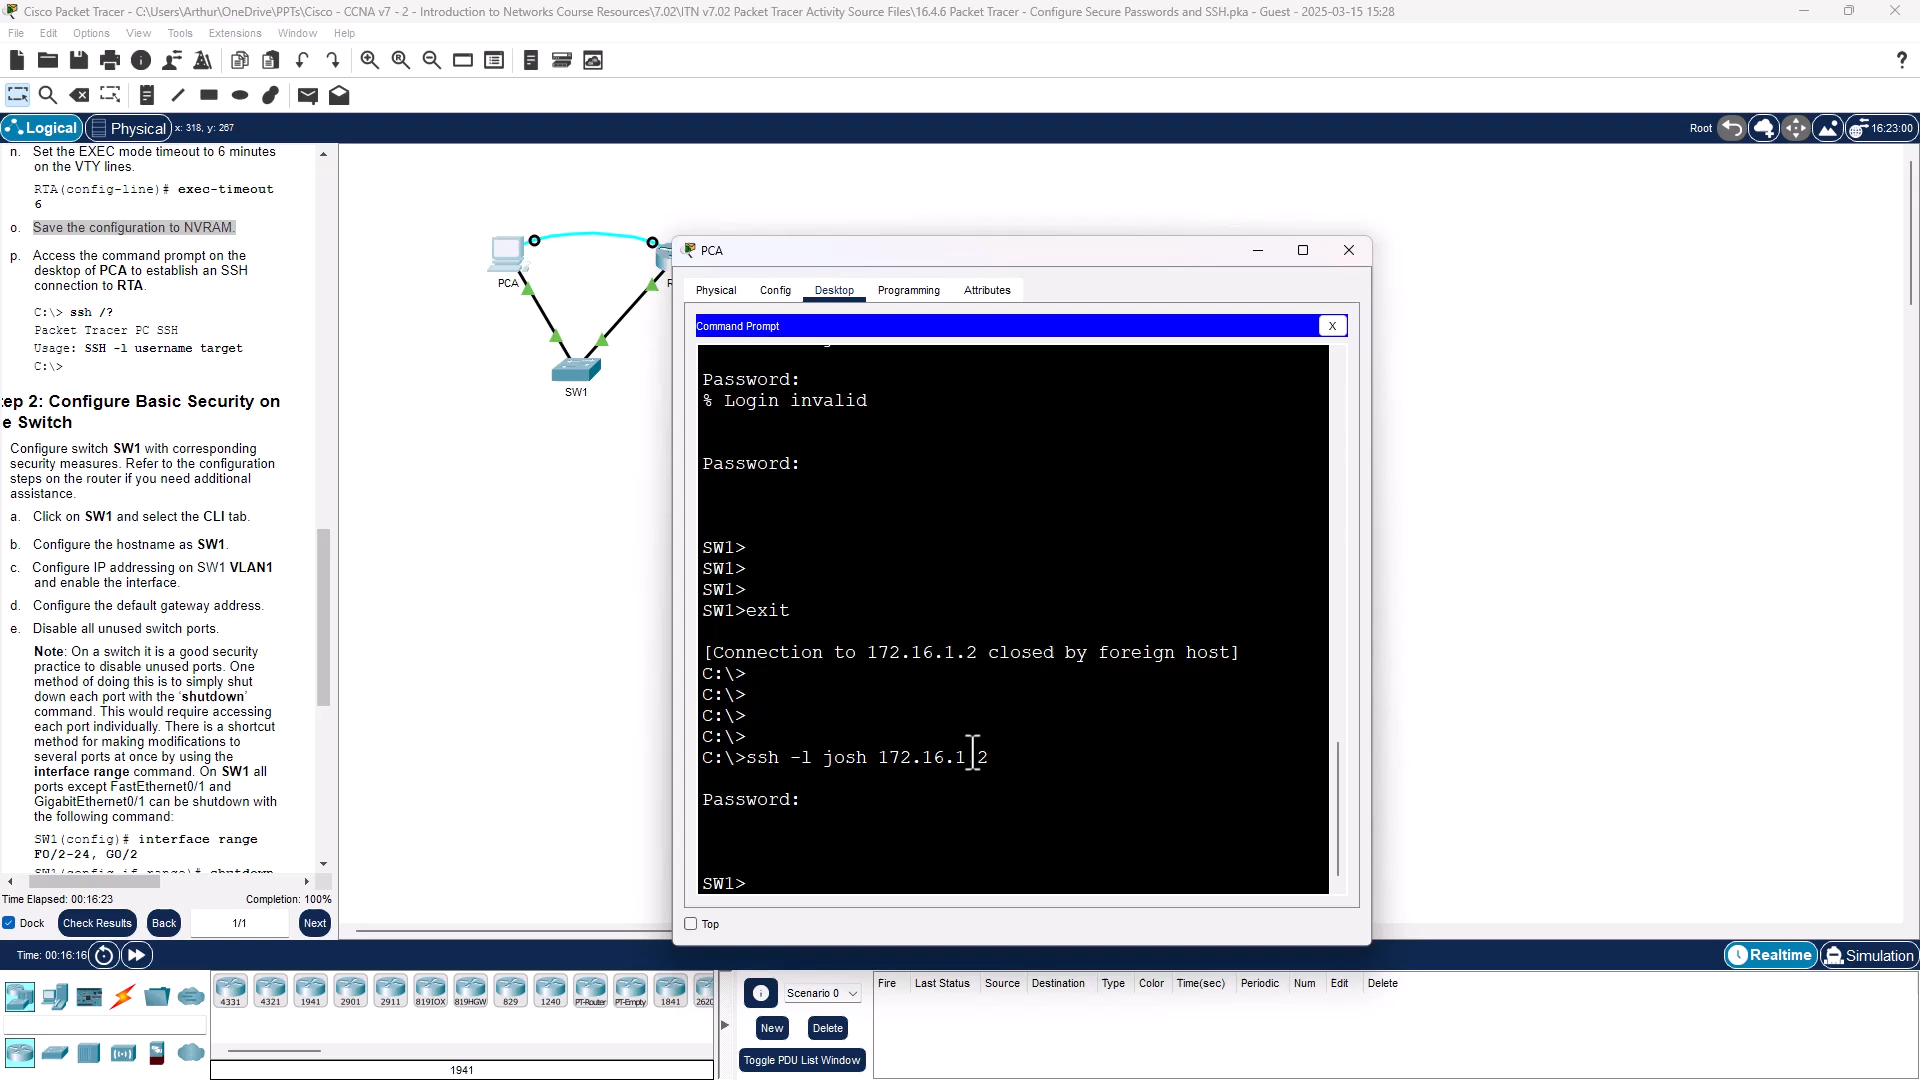 Cisco Packet Tracer - C:\Users\Arthur\OneDrive\PPTs\Cisco - CCNA v7 - 2 - Introduction to Networks Course Resources\7.02\ITN v7.02 Packet Tracer Activity Source Files\16.4.6 Packet Tracer - Configure Secure Passwords and SSH.pka - Guest - 2025-03-15 15:28
File Edit Options View Tools Extensions Window Help
Logical Physical x: 318, y: 267 Root 16:23:00
n. Set the EXEC mode timeout to 6 minutes
on the VTY lines.
RTA(config-line)# exec-timeout
6
o. Save the configuration to NVRAM.
p. Access the command prompt on the
desktop of PCA to establish an SSH
connection to RTA.
C:\> ssh /?
Packet Tracer PC SSH
Usage: SSH -l username target
C:\>
ep 2: Configure Basic Security on
e Switch
Configure switch SW1 with corresponding
security measures. Refer to the configuration
steps on the router if you need additional
assistance.
a. Click on SW1 and select the CLI tab.
b. Configure the hostname as SW1.
c. Configure IP addressing on SW1 VLAN1
and enable the interface.
d. Configure the default gateway address.
e. Disable all unused switch ports.
Note: On a switch it is a good security
practice to disable unused ports. One
method of doing this is to simply shut
down each port with the 'shutdown'
command. This would require accessing
each port individually. There is a shortcut
method for making modifications to
several ports at once by using the
interface range command. On SW1 all
ports except FastEthernet0/1 and
GigabitEthernet0/1 can be shutdown with
the following command:
SW1(config)# interface range
F0/2-24, G0/2
SW1(config-if-range)# shutdown
Time Elapsed: 00:16:23 Completion: 100%
Dock Check Results Back 1/1 Next
PCA
R
SW1
PCA
Physical Config Desktop Programming Attributes
Command Prompt X
Password:
% Login invalid
Password:
SW1>
SW1>
SW1>
SW1>exit
[Connection to 172.16.1.2 closed by foreign host]
C:\>
C:\>
C:\>
C:\>
C:\>ssh -l josh 172.16.1.2
Password:
SW1>
Top
Time: 00:16:16 Realtime Simulation
4331 4321 1941 2901 2911 819IOX 819HGW 829 1240 PT-Router PT-Empty 1841 2620
1941
Scenario 0
New Delete
Toggle PDU List Window
Fire Last Status Source Destination Type Color Time(sec) Periodic Num Edit Delete